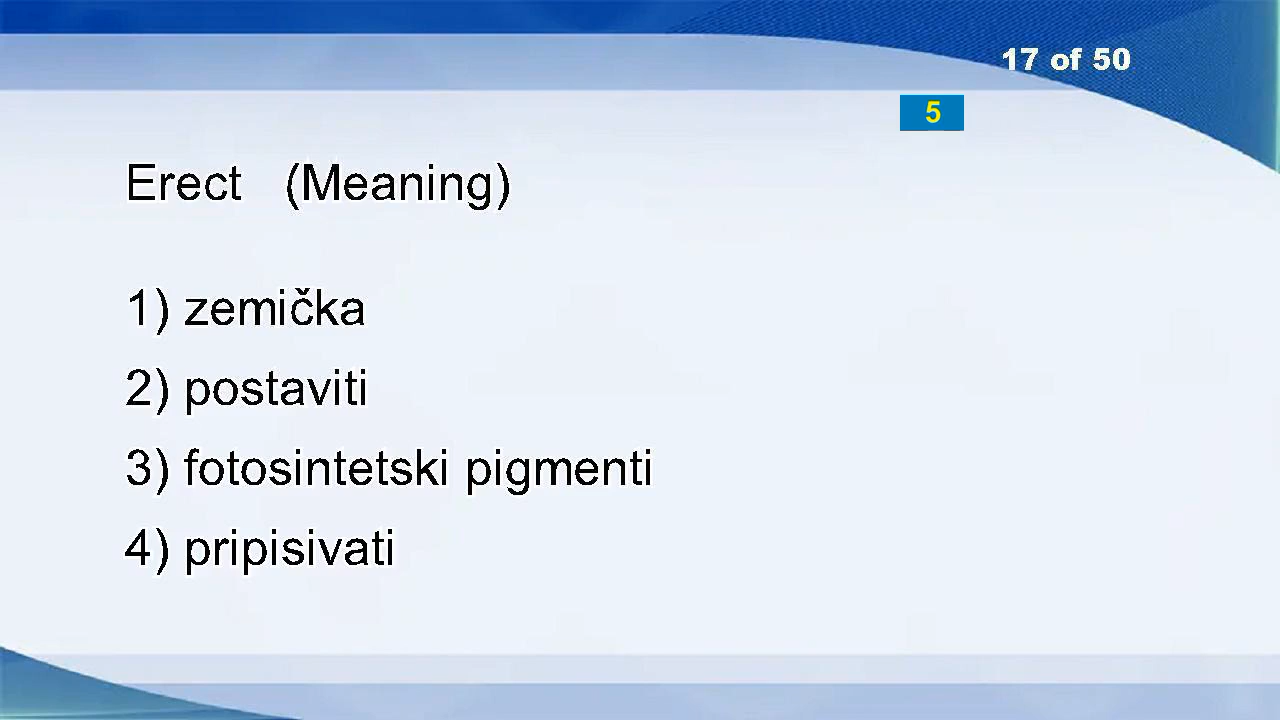 17 of 50
5
Erect (Meaning)
1) zemička
2) postaviti
3) fotosintetski pigmenti
4) pripisivati